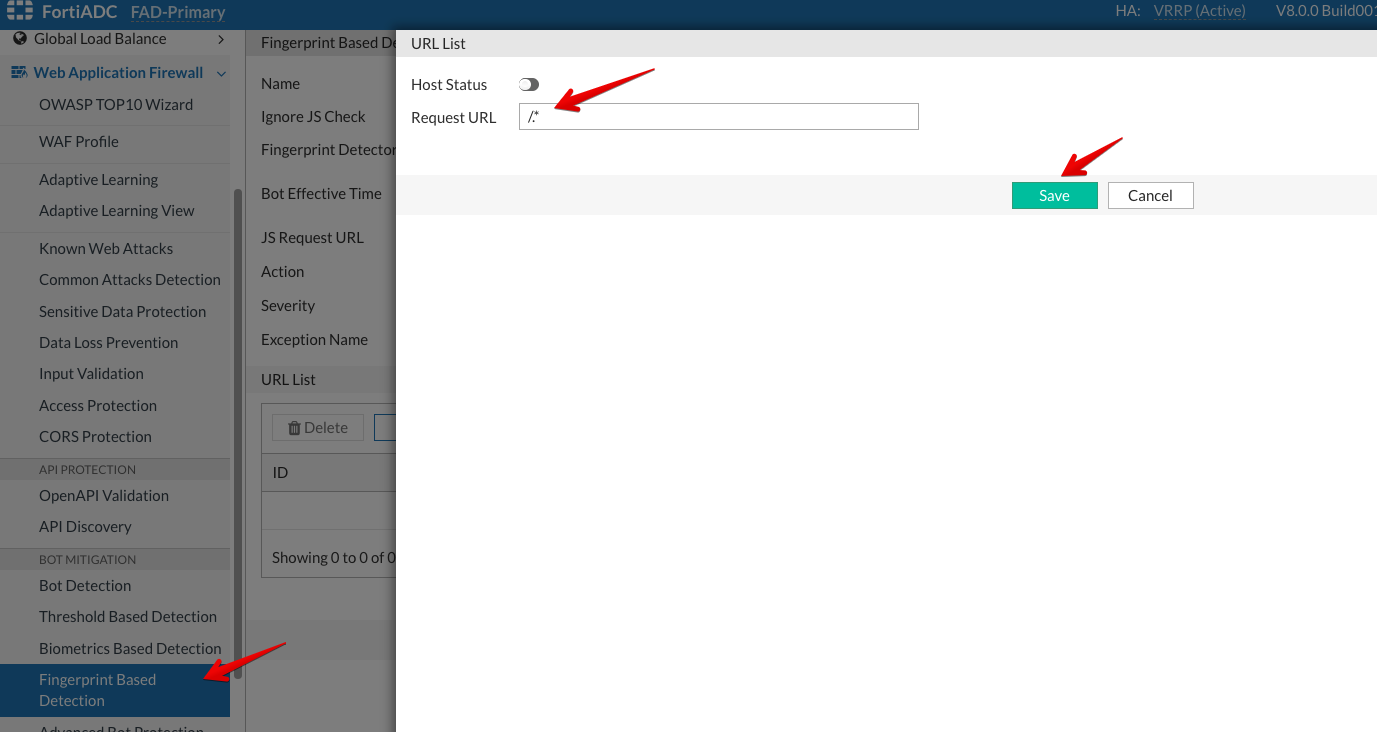 FortiADC FAD-Primary HA: VRRP (Active) V8.0.0 Build001
Global Load Balance
Web Application Firewall
OWASP TOP10 Wizard
WAF Profile
Adaptive Learning
Adaptive Learning View
Known Web Attacks
Common Attacks Detection
Sensitive Data Protection
Data Loss Prevention
Input Validation
Access Protection
CORS Protection
API PROTECTION
OpenAPI Validation
API Discovery
BOT MITIGATION
Bot Detection
Threshold Based Detection
Biometrics Based Detection
Fingerprint Based
Detection
Advanced Bot Protection
Fingerprint Based De
Name
Ignore JS Check
Fingerprint Detector
Bot Effective Time
JS Request URL
Action
Severity
Exception Name
URL List
Delete
ID
Showing 0 to 0 of 0
URL List
Host Status
Request URL /.*
Save Cancel